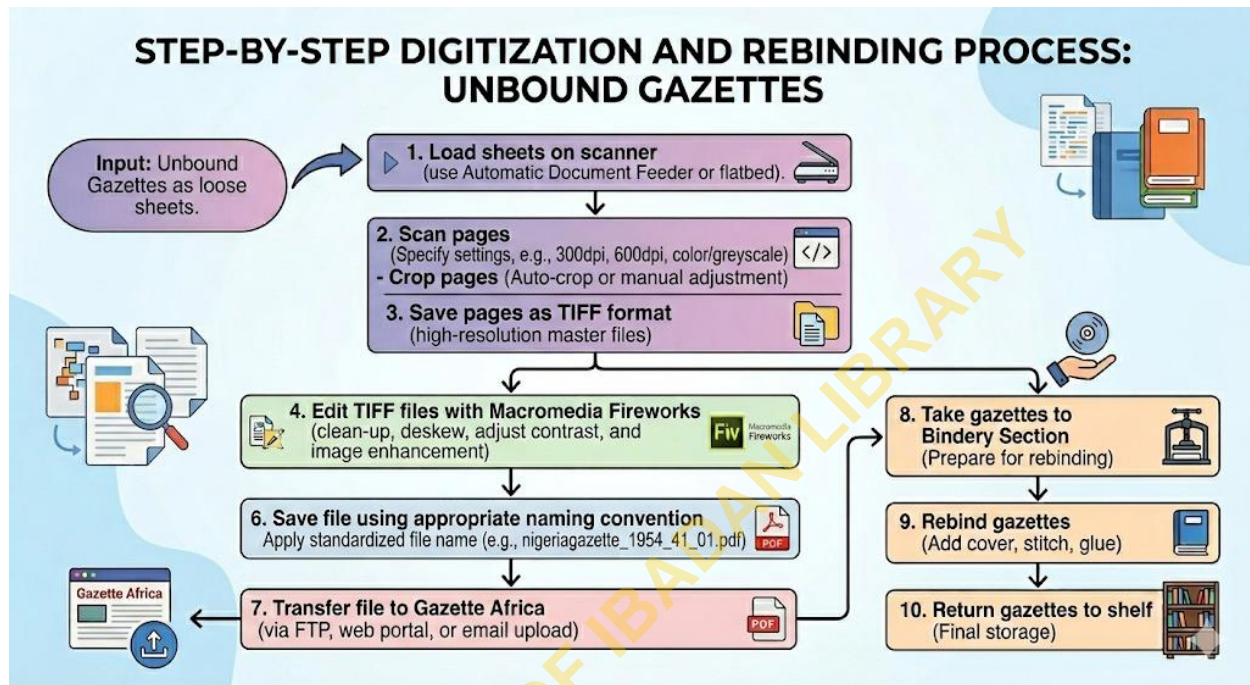 STEP-BY-STEP DIGITIZATION AND REBINDING PROCESS:
UNBOUND GAZETTES
Input: Unbound
Gazettes as loose
sheets.
1. Load sheets on scanner
(use Automatic Document Feeder or flatbed).
2. Scan pages
(Specify settings, e.g., 300dpi, 600dpi, color/greyscale)
</>
- Crop pages (Auto-crop or manual adjustment)
3. Save pages as TIFF format
(high-resolution master files)
4. Edit TIFF files with Macromedia Fireworks
(clean-up, deskew, adjust contrast, and
image enhancement)
Fiv
Macromedia
Fireworks
6. Save file using appropriate naming convention
Apply standardized file name (e.g., nigeriagazette_1954_41_01.pdf)
PDF
7. Transfer file to Gazette Africa
(via FTP, web portal, or email upload)
PDF
Gazette Africa
8. Take gazettes to
Bindery Section
(Prepare for rebinding)
9. Rebind gazettes
(Add cover, stitch, glue)
10. Return gazettes to shelf
(Final storage)
OF IBADAN LIBRARY